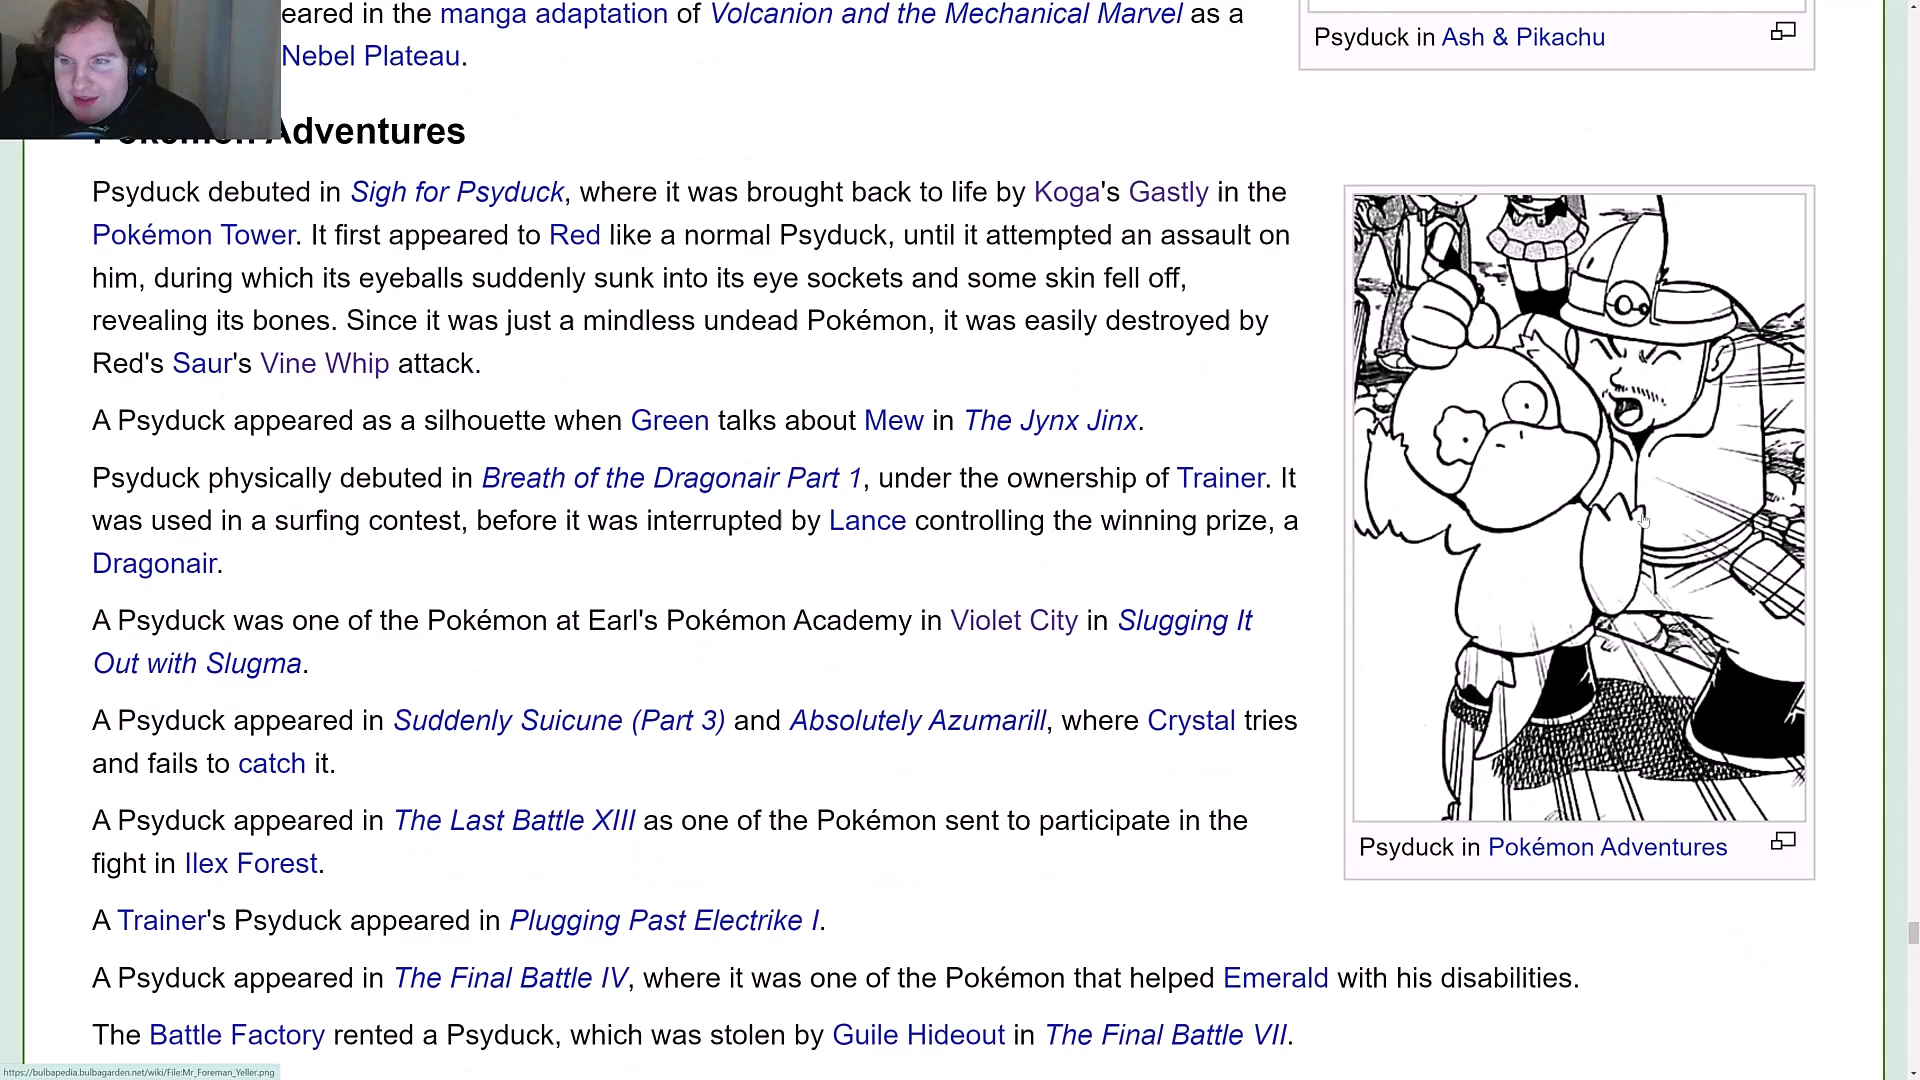 eared in the manga adaptation of Volcanion and the Mechanical Marvel as a
Nebel Plateau.
Psyduck in Ash & Pikachu
Pokémon Adventures
Psyduck debuted in Sigh for Psyduck, where it was brought back to life by Koga's Gastly in the
Pokémon Tower. It first appeared to Red like a normal Psyduck, until it attempted an assault on
him, during which its eyeballs suddenly sunk into its eye sockets and some skin fell off,
revealing its bones. Since it was just a mindless undead Pokémon, it was easily destroyed by
Red's Saur's Vine Whip attack.
A Psyduck appeared as a silhouette when Green talks about Mew in The Jynx Jinx.
Psyduck physically debuted in Breath of the Dragonair Part 1, under the ownership of Trainer. It
was used in a surfing contest, before it was interrupted by Lance controlling the winning prize, a
Dragonair.
A Psyduck was one of the Pokémon at Earl's Pokémon Academy in Violet City in Slugging It
Out with Slugma.
A Psyduck appeared in Suddenly Suicune (Part 3) and Absolutely Azumarill, where Crystal tries
and fails to catch it.
A Psyduck appeared in The Last Battle XIII as one of the Pokémon sent to participate in the
fight in Ilex Forest.
Psyduck in Pokémon Adventures
A Trainer's Psyduck appeared in Plugging Past Electrike I.
A Psyduck appeared in The Final Battle IV, where it was one of the Pokémon that helped Emerald with his disabilities.
The Battle Factory rented a Psyduck, which was stolen by Guile Hideout in The Final Battle VII.
https://bulbapedia.bulbagarden.net/wiki/File:Mr_Foreman_Yeller.png